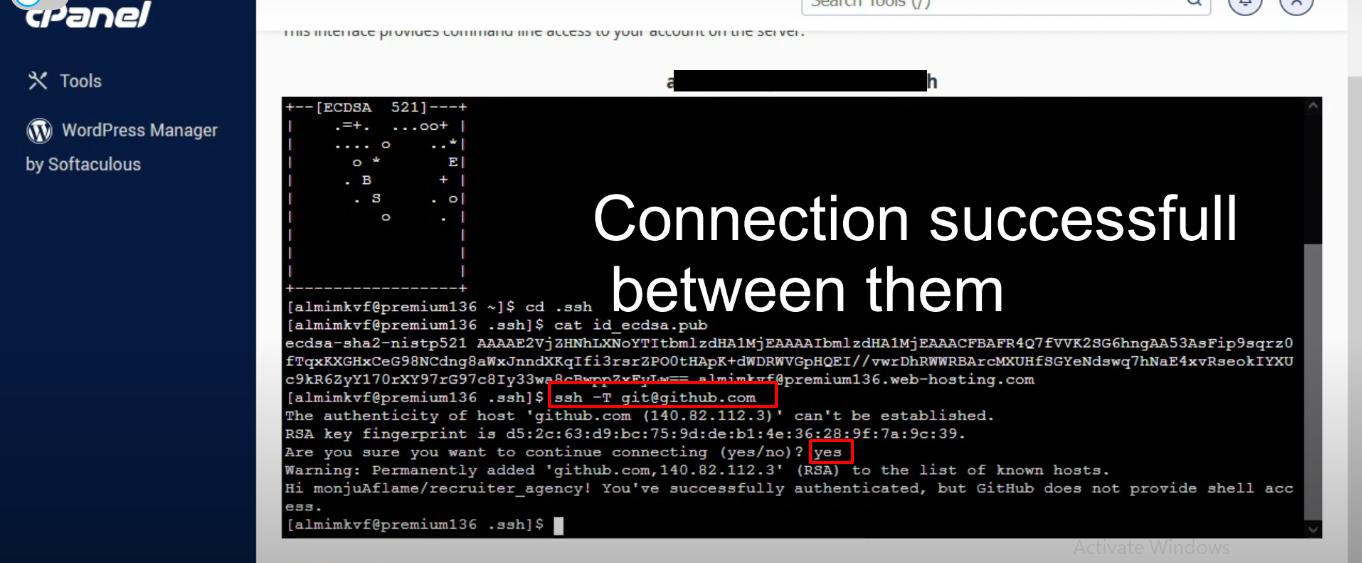 cPanel
Search Tools (/)
This interface provides command line access to your account on the server.
Tools
WordPress Manager
by Softaculous
a h
+--[ECDSA  521]---+
|    .=+.  ...oo+ |
|    .... o    ..*|
|      o *       E|
|     . B       + |
|      . S     . o|
|         o     . |
|                 |
|                 |
|                 |
+-----------------+
Connection successfull
between them
[almimkvf@premium136 ~]$ cd .ssh
[almimkvf@premium136 .ssh]$ cat id_ecdsa.pub
ecdsa-sha2-nistp521 AAAAE2VjZHNhLXNoYTItbmlzdHA1MjEAAAAIbmlzdHA1MjEAAACFBAFR4Q7fVVK2SG6hngAA53AsFip9sqrz0
fTqxKXGHxCeG98NCdng8aWxJnndXKqIfi3rsrZPO0tHApK+dWDRWVGpHQEI//vwrDhRWWRBArcMXUHfSGYeNdswq7hNaE4xvRseokIYXU
c9kR6ZyY170rXY97rG97c8Iy33wa8cBwppZxFyLw== almimkvf@premium136.web-hosting.com
[almimkvf@premium136 .ssh]$ ssh -T git@github.com
The authenticity of host 'github.com (140.82.112.3)' can't be established.
RSA key fingerprint is d5:2c:63:d9:bc:75:9d:de:b1:4e:36:28:9f:7a:9c:39.
Are you sure you want to continue connecting (yes/no)? yes
Warning: Permanently added 'github.com,140.82.112.3' (RSA) to the list of known hosts.
Hi monjuAflame/recruiter_agency! You've successfully authenticated, but GitHub does not provide shell acc
ess.
[almimkvf@premium136 .ssh]$
Activate Windows